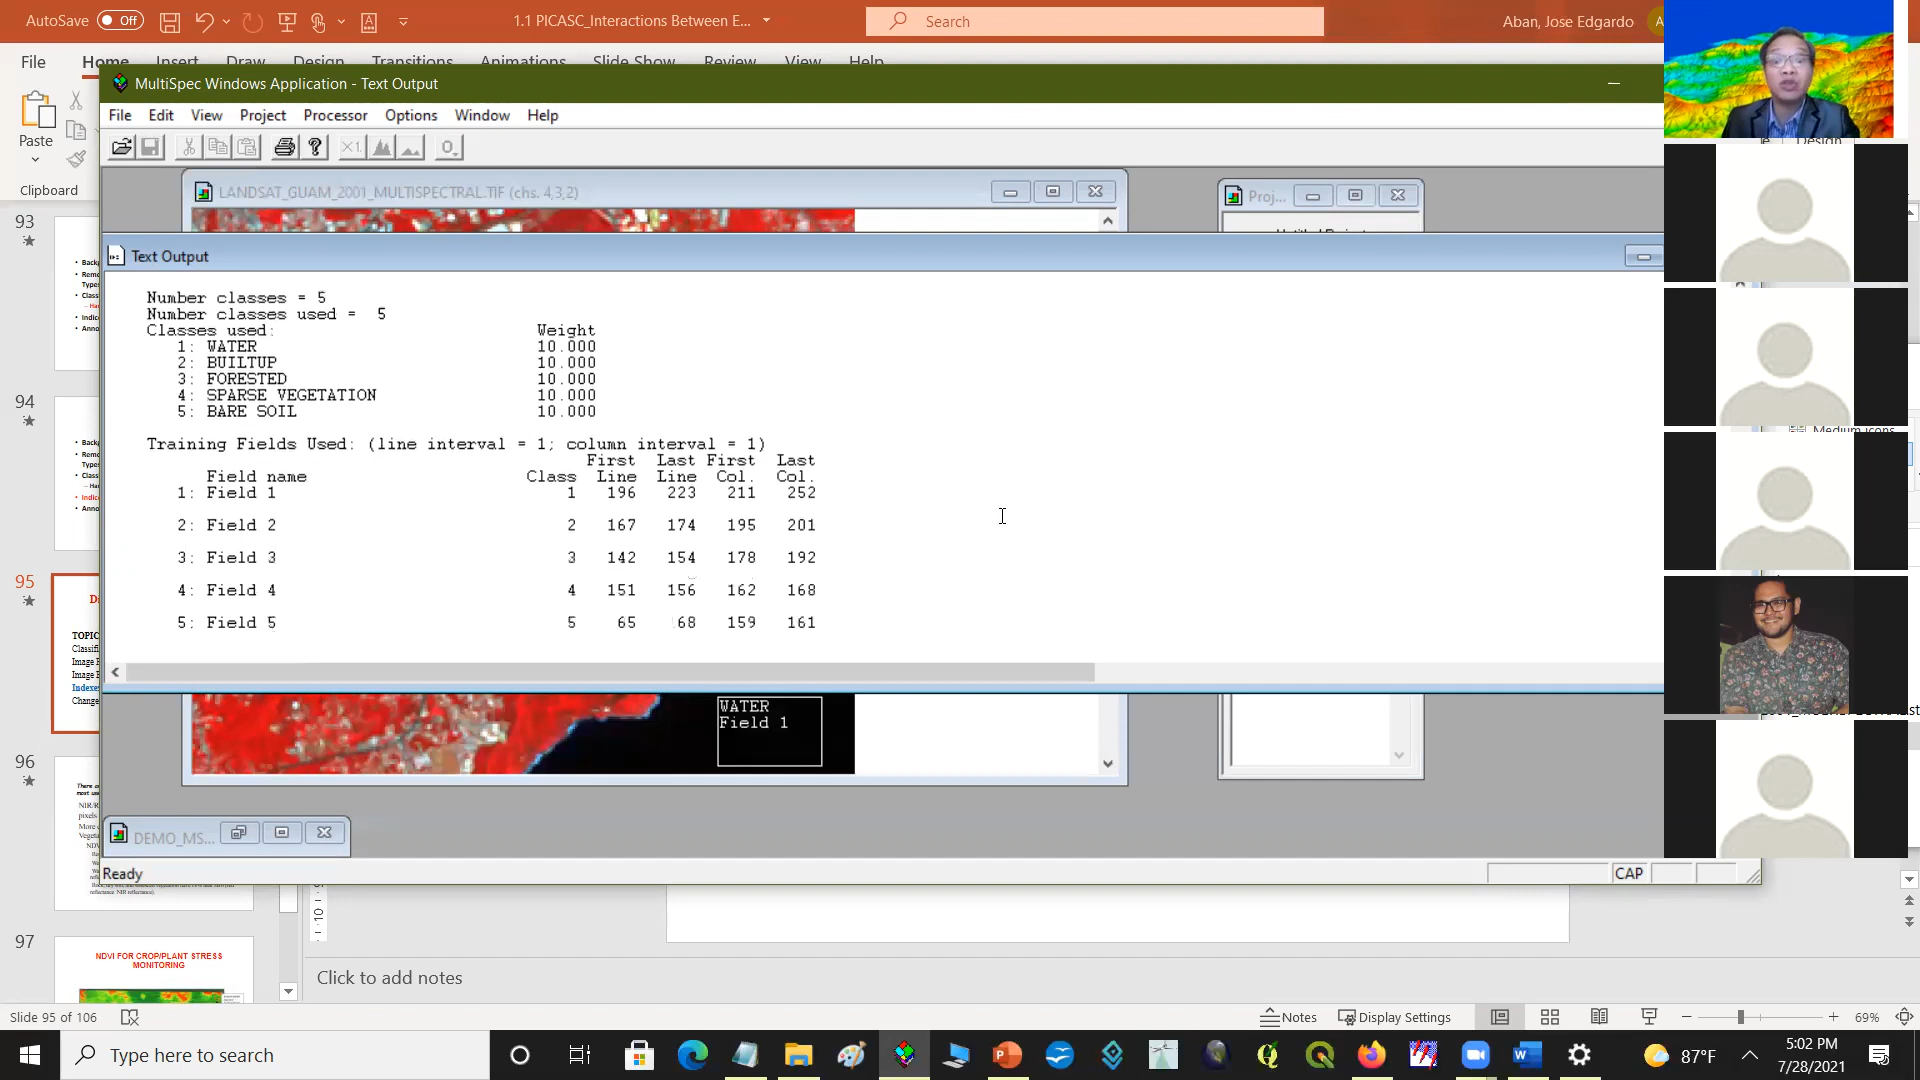 AutoSave Off
1.1 PICASC_Interactions Between E...
Search
Aban, Jose Edgardo
File Home Insert Draw Design Transitions Animations Slide Show Review View Help
MultiSpec Windows Application - Text Output
File Edit View Project Processor Options Window Help
Paste
Clipboard
LANDSAT_GUAM_2001_MULTISPECTRAL.TIF (chs. 4,3,2)
Proj...
Text Output
Number classes = 5
Number classes used = 5
Classes used: Weight
1: WATER 10.000
2: BUILTUP 10.000
3: FORESTED 10.000
4: SPARSE VEGETATION 10.000
5: BARE SOIL 10.000
Training Fields Used: (line interval = 1; column interval = 1)
First Last First Last
Field name Class Line Line Col. Col.
1: Field 1 1 196 223 211 252
2: Field 2 2 167 174 195 201
3: Field 3 3 142 154 178 192
4: Field 4 4 151 156 162 168
5: Field 5 5 65 68 159 161
WATER
Field 1
DEMO_MS...
Ready
CAP
93
94
95
TOPIC
96
97
NDVI FOR CROP/PLANT STRESS
MONITORING
Click to add notes
Slide 95 of 106
Notes
Display Settings
69%
Type here to search
87°F
5:02 PM
7/28/2021